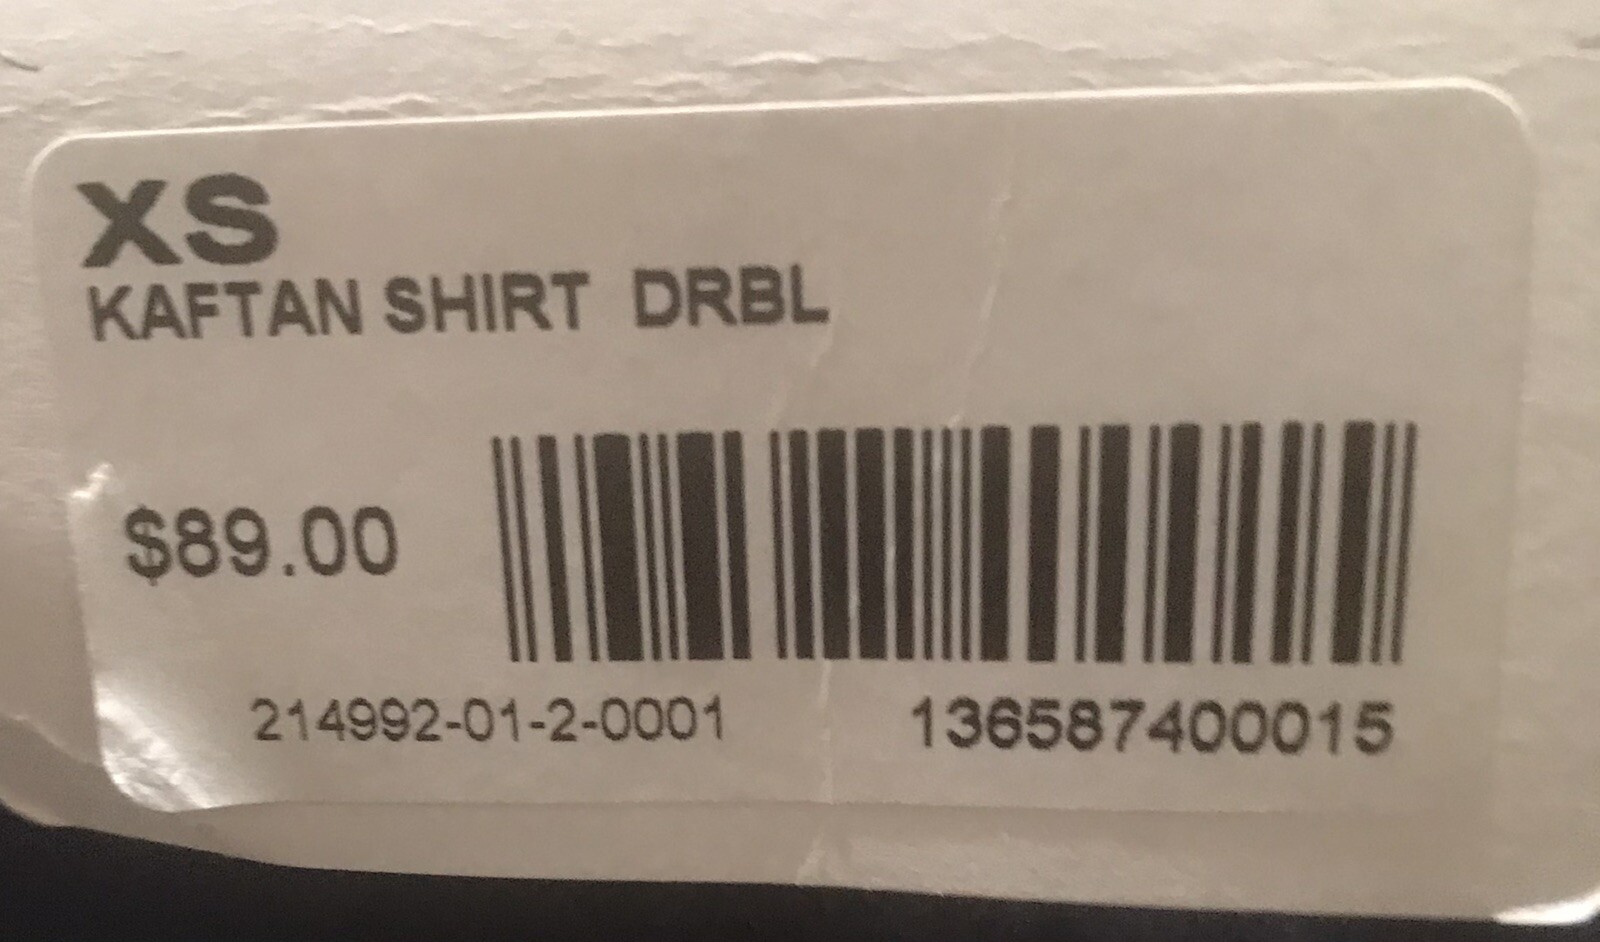 XS
KAFTAN SHIRT DRBL
$89.00
214992-01-2-0001 136587400015